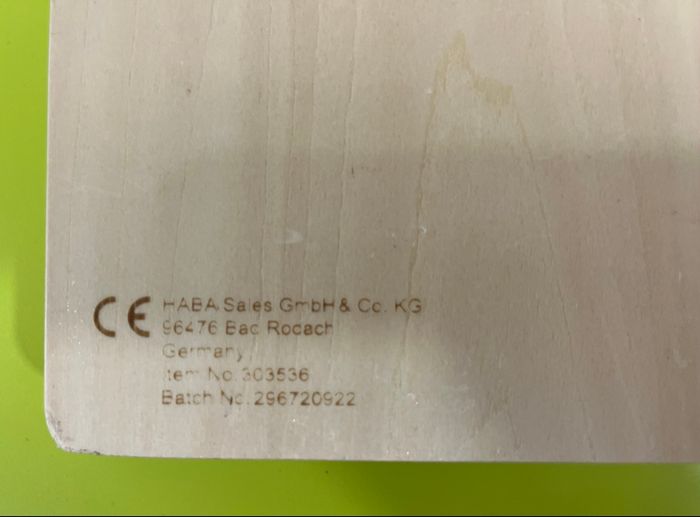 CE
HABA Sales GmbH & Co. KG
96476 Bad Rodach
Germany
Item No. 303536
Batch No. 296720922